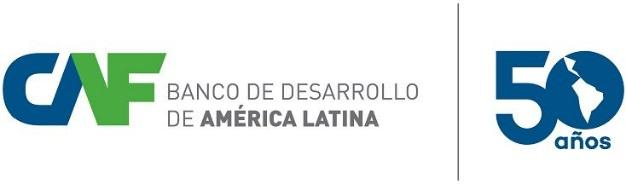 CAF
BANCO DE DESARROLLO
DE AMÉRICA LATINA
50
años